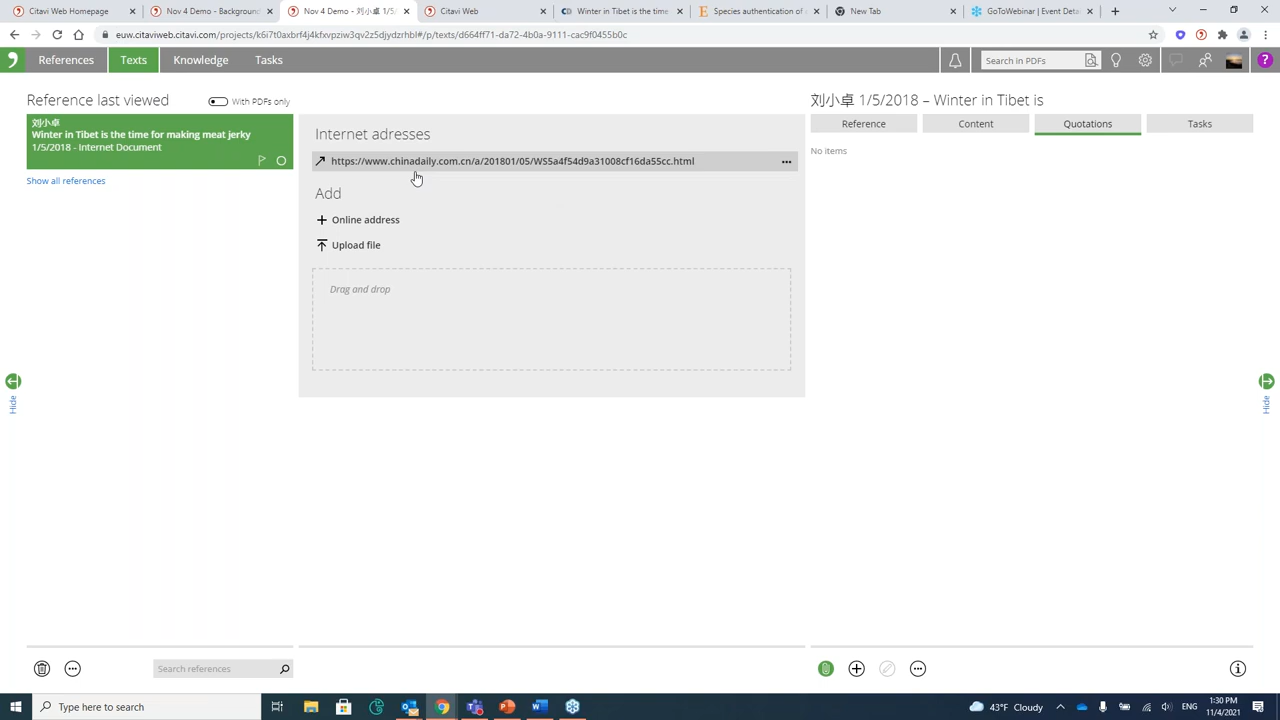 Citavi Web Homepage
Nov 4 Demo - Background
Nov 4 Demo - 刘小卓 1/5/
Citavi Web
Winter in Tibet is the time
Species authentication of
New Tab
GoToWebinar | Event Deta
euw.citaviweb.citavi.com/projects/k6i7t0axbrf4j4kfxvpziw3qv2z5djydzrhbl#/p/texts/d664ff71-da72-4b0a-9111-cac9f0455b0c
References
Texts
Knowledge
Tasks
Search in PDFs
Reference last viewed
With PDFs only
刘小卓
Winter in Tibet is the time for making meat jerky
1/5/2018 - Internet Document
Show all references
Internet adresses
https://www.chinadaily.com.cn/a/201801/05/WS5a4f54d9a31008cf16da55cc.html
Add
Online address
Upload file
Drag and drop
刘小卓 1/5/2018 – Winter in Tibet is
Reference
Content
Quotations
Tasks
No items
Hide
Hide
Search references
Type here to search
43°F Cloudy
ENG
1:30 PM
11/4/2021